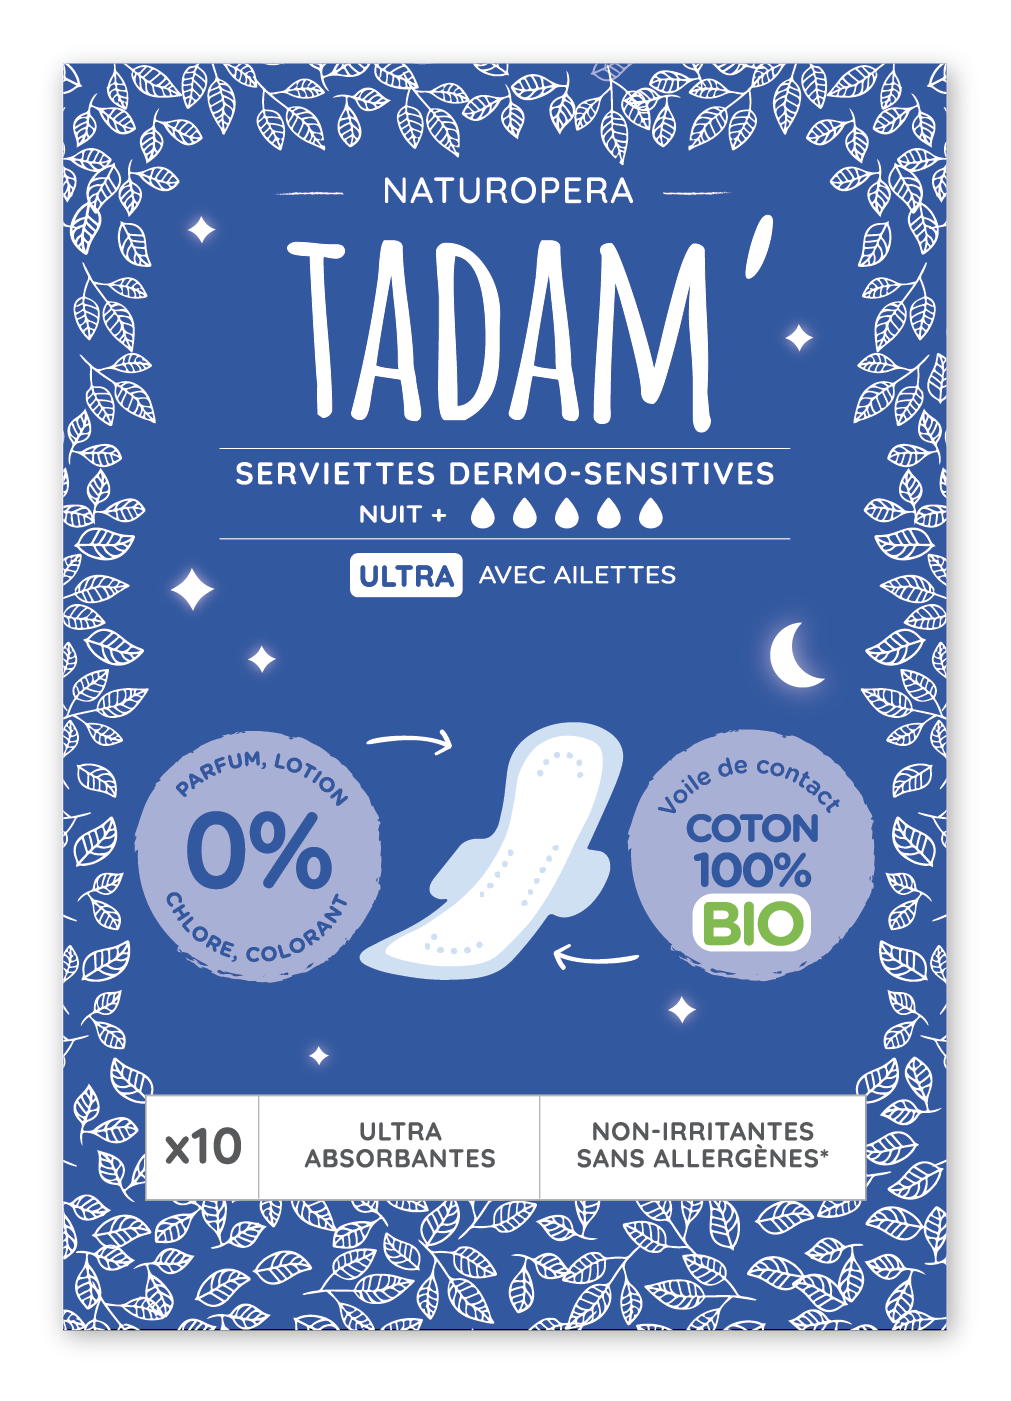 NATUROPERA
TADAM'
SERVIETTES DERMO-SENSITIVES
NUIT +
ULTRA AVEC AILETTES
PARFUM, LOTION
0%
CHLORE, COLORANT
Voile de contact
COTON
100%
BIO
x10
ULTRA
ABSORBANTES
NON-IRRITANTES
SANS ALLERGÈNES*